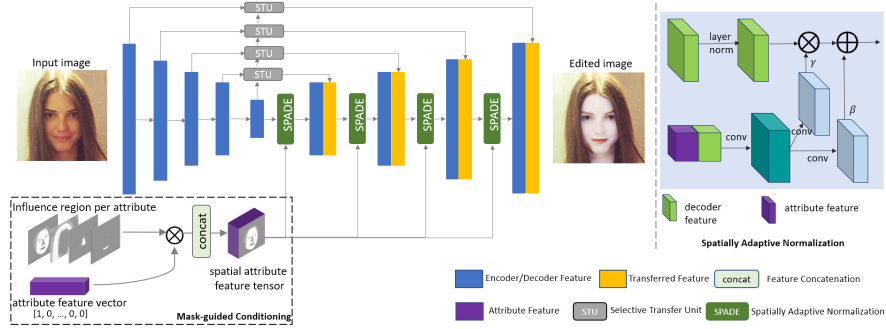 Input image
STU
STU
STU
STU
SPADE
SPADE
SPADE
SPADE
Edited image
Influence region per attribute
concat
spatial attribute
feature tensor
attribute feature vector
[1, 0, ..., 0, 0]
Mask-guided Conditioning
layer
norm
γ
β
conv
conv
conv
decoder
feature
attribute feature
Spatially Adaptive Normalization
Encoder/Decoder Feature
Transferred Feature
concat
Feature Concatenation
Attribute Feature
STU
Selective Transfer Unit
SPADE
Spatially Adaptive Normalization